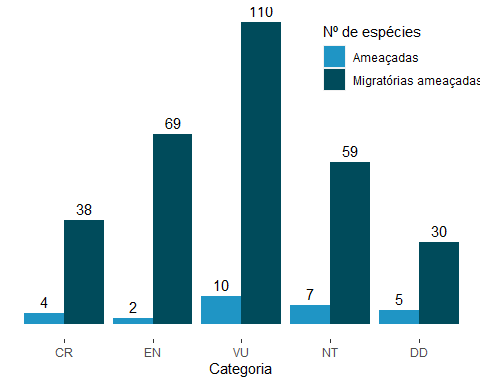 110
Nº de espécies
Ameaçadas
Migratórias ameaçadas
69
59
38
30
10
7
5
4
2
CR EN VU NT DD
Categoria